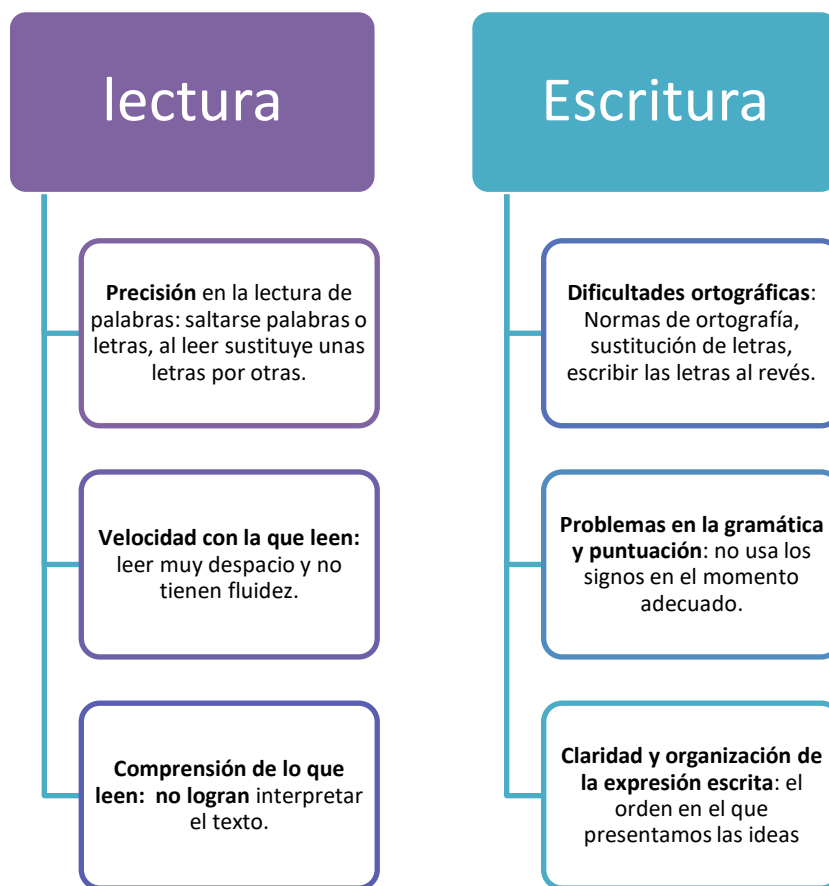 lectura
Precisión en la lectura de
palabras: saltarse palabras o
letras, al leer sustituye unas
letras por otras.
Velocidad con la que leen:
leer muy despacio y no
tienen fluidez.
Comprensión de lo que
leen:  no logran interpretar
el texto.
Escritura
Dificultades ortográficas:
Normas de ortografía,
sustitución de letras,
escribir las letras al revés.
Problemas en la gramática
y puntuación: no usa los
signos en el momento
adecuado.
Claridad y organización de
la expresión escrita: el
orden en el que
presentamos las ideas